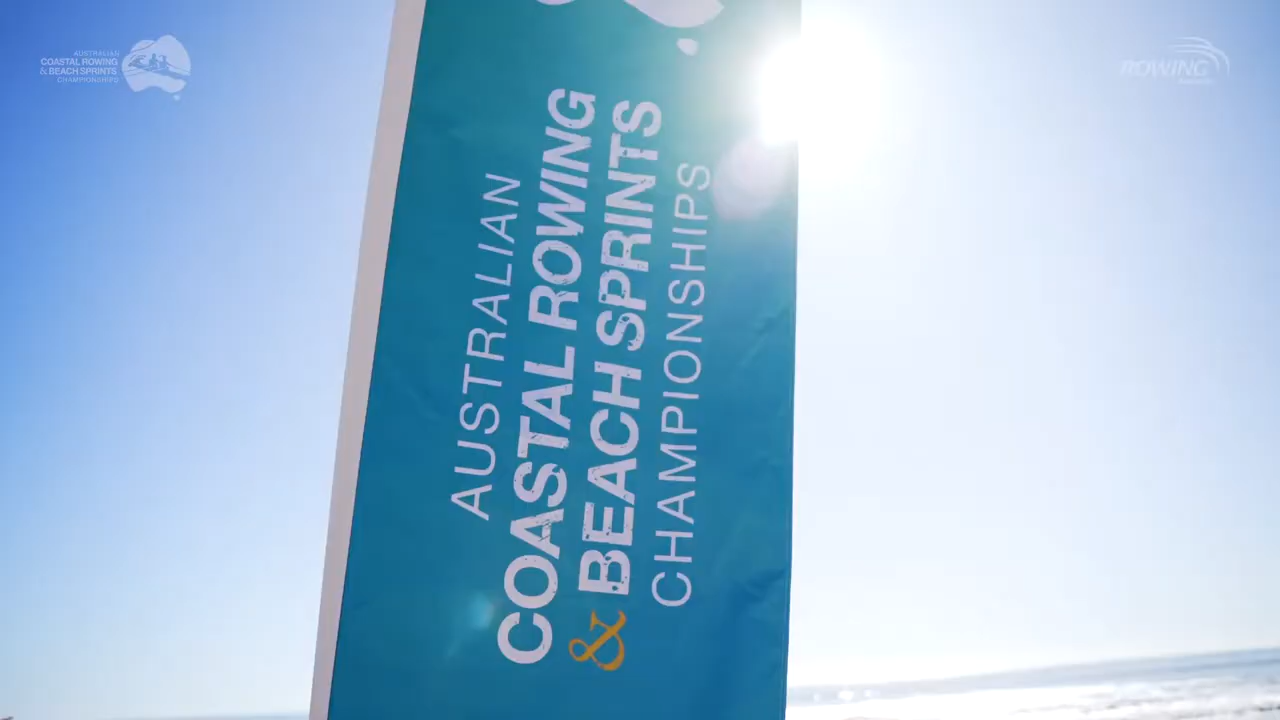 AUSTRALIAN
COASTAL ROWING
& BEACH SPRINTS
CHAMPIONSHIPS
AUSTRALIAN
COASTAL ROWING
& BEACH SPRINTS
CHAMPIONSHIPS
ROWING